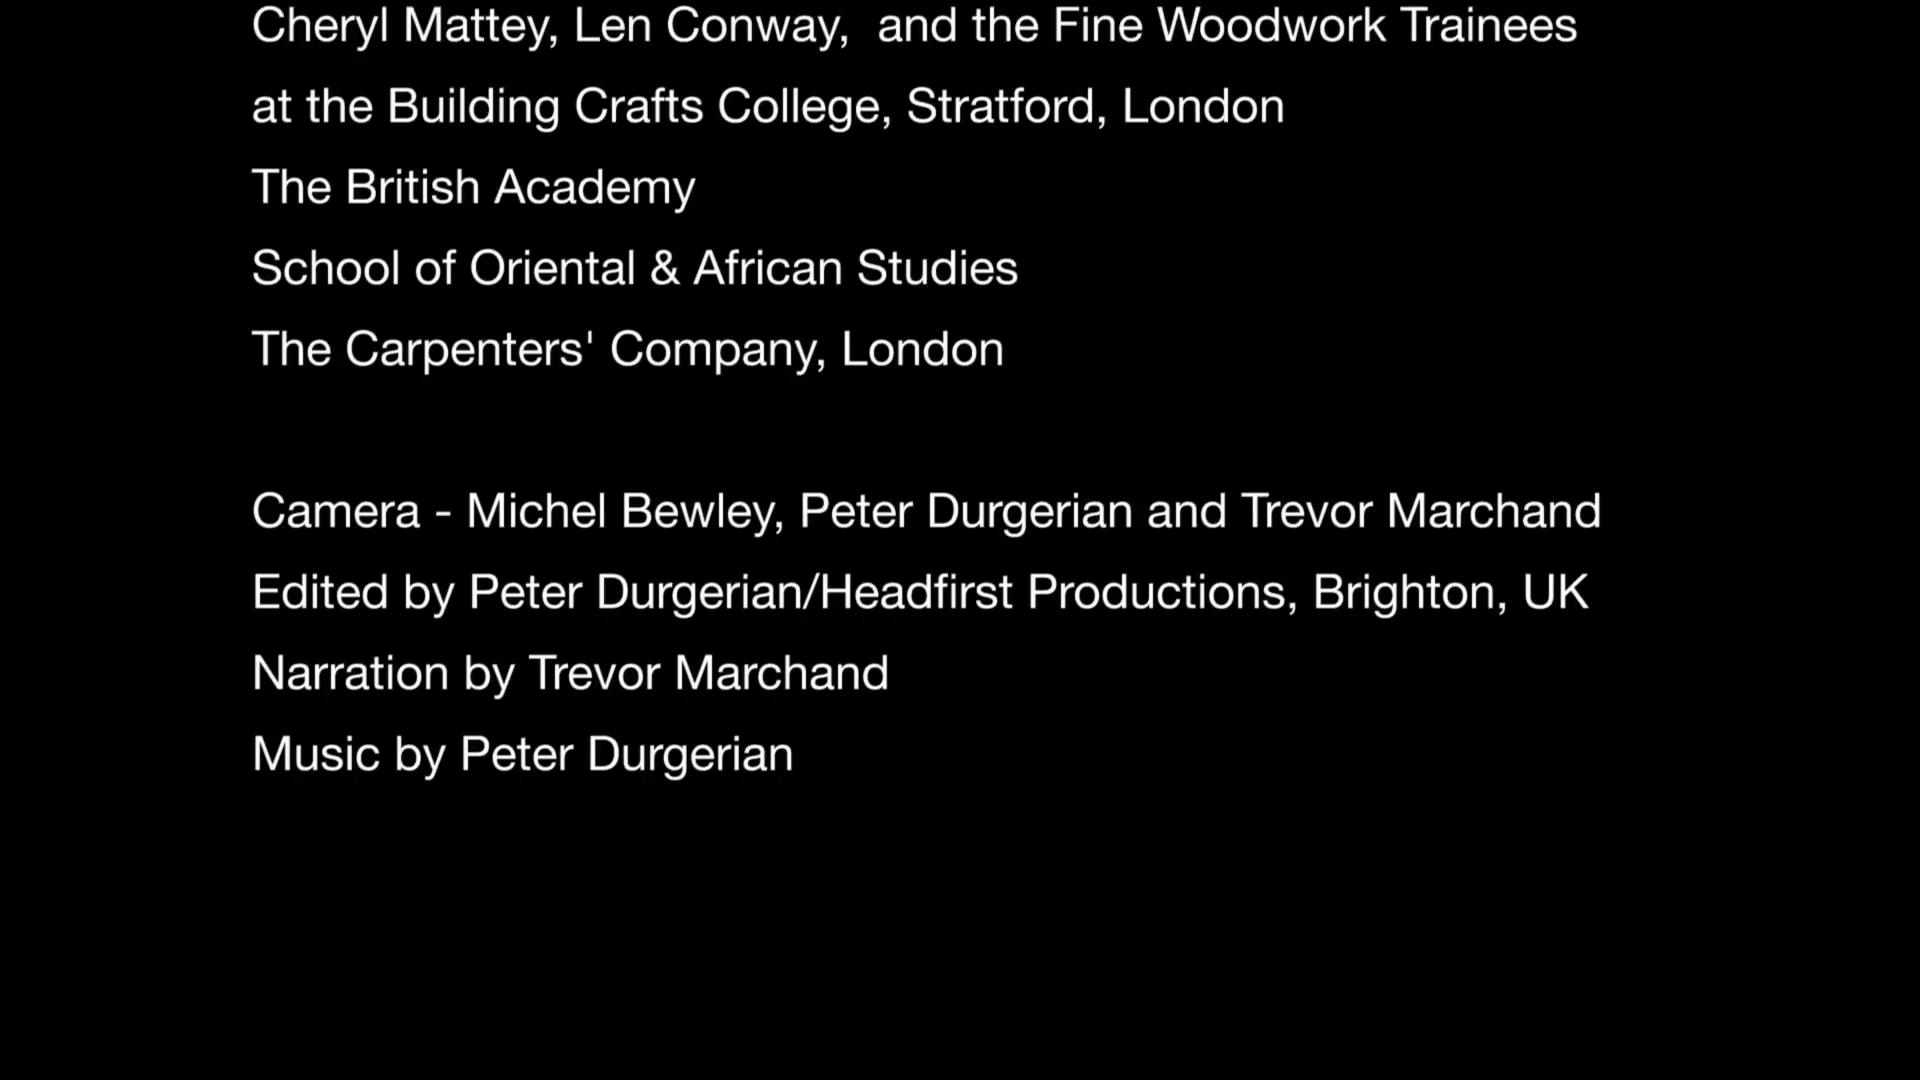 Cheryl Mattey, Len Conway,  and the Fine Woodwork Trainees
at the Building Crafts College, Stratford, London
The British Academy
School of Oriental & African Studies
The Carpenters' Company, London
Camera - Michel Bewley, Peter Durgerian and Trevor Marchand
Edited by Peter Durgerian/Headfirst Productions, Brighton, UK
Narration by Trevor Marchand
Music by Peter Durgerian